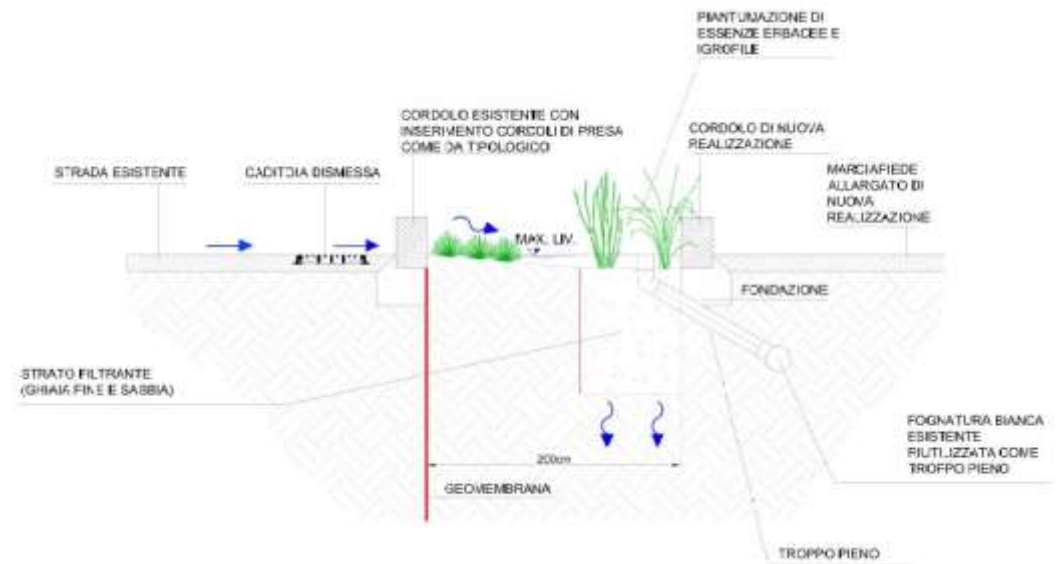 PIANTUMAZIONE DI
ESSENZE ERBACEE E
IGROFILE
CORDOLO ESISTENTE CON
INSERIMENTO CORCOLI DI PRESA
COME DA TIPOLOGICO
CORDOLO DI NUOVA
REALIZZAZIONE
STRADA ESISTENTE
CADITOIA DISMESSA
MARCIAPIEDE
ALLARGATO DI
NUOVA
REALIZZAZIONE
MAX. LIV.
FONDAZIONE
STRATO FILTRANTE
(GHIAIA FINE E SABBIA)
FOGNATURA BIANCA
ESISTENTE
RIUTILIZZATA COME
TROPPO PIENO
200cm
GEOMEMBRANA
TROPPO PIENO